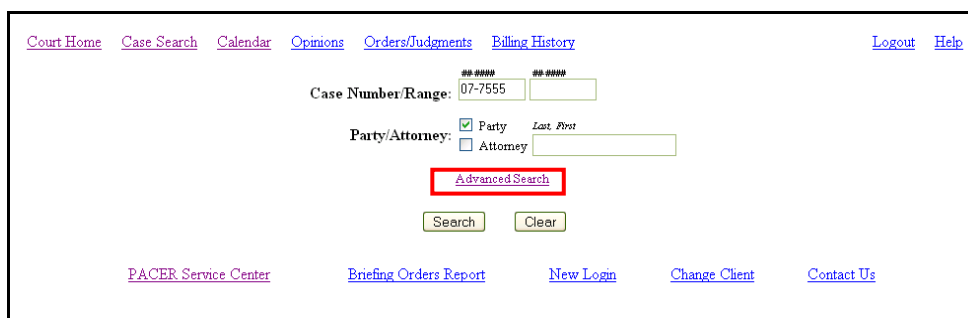 Court Home Case Search Calendar Opinions Orders/Judgments Billing History Logout Help
##-#### ##-####
Case Number/Range: 07-7555
Party/Attorney: Party Last, First
Attorney
Advanced Search
Search Clear
PACER Service Center Briefing Orders Report New Login Change Client Contact Us